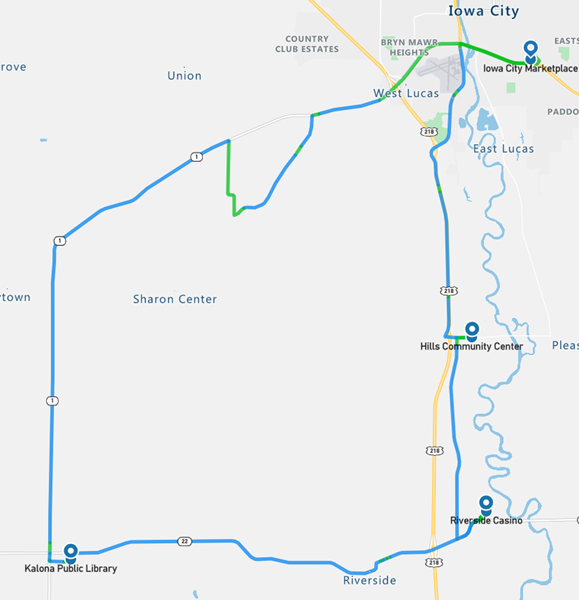 Iowa City
COUNTRY
CLUB ESTATES
BRYN MAWR
HEIGHTS
EASTS
rove
Union
Iowa City Marketplace
West Lucas
PADDO
218
East Lucas
1
1
218
ytown
Sharon Center
Hills Community Center
Pleas
1
218
Riverside Casino
22
Kalona Public Library
218
Riverside